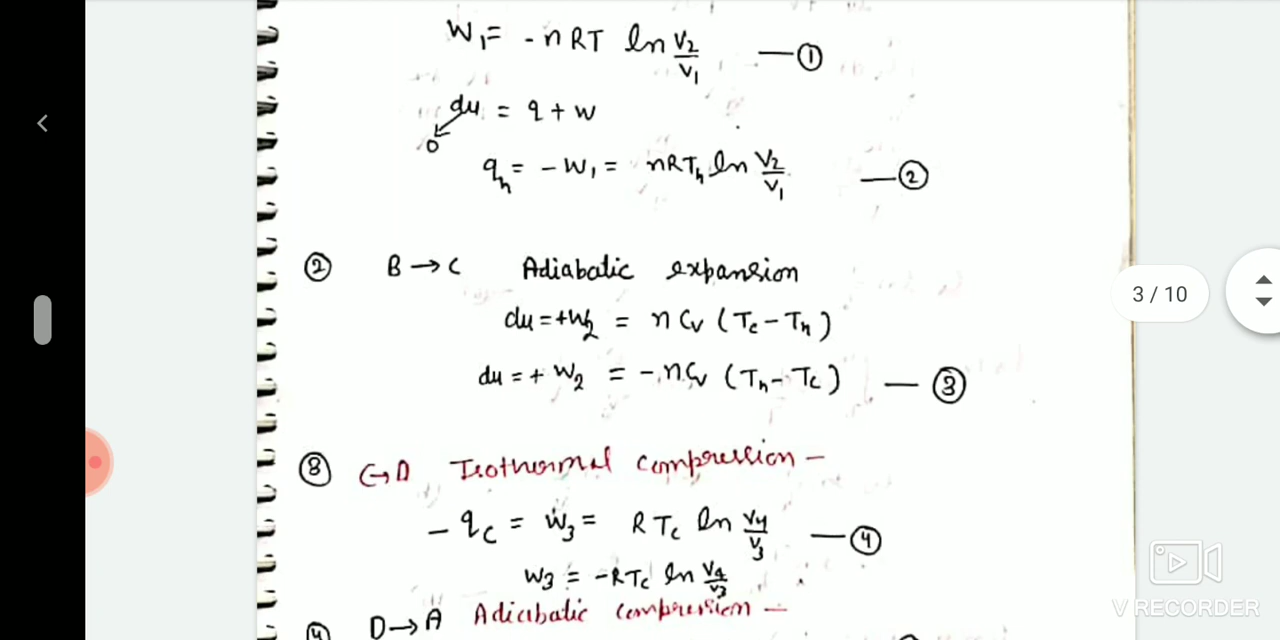 W₁ = - nRT ln V₂/V₁ —①
du = q + w
0
qₕ = - W₁ = nRTₕ ln V₂/V₁ —②
② B → C Adiabatic expansion
du = +W₂ = n Cv (Tc - Tₕ)
du = + W₂ = - nCv (Tₕ - Tc) — ③
3 / 10
③ C→D Isothermal compression -
- qc = W₃ = RTc ln V₄/V₃ —④
W₃ = -RTc ln V₄/V₃
④ D→A Adiabatic compression -
V RECORDER